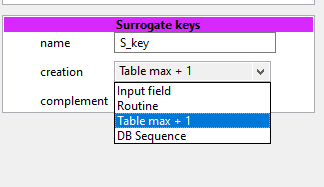 Surrogate keys
name S_key
creation Table max + 1
complement
Input field
Routine
Table max + 1
DB Sequence